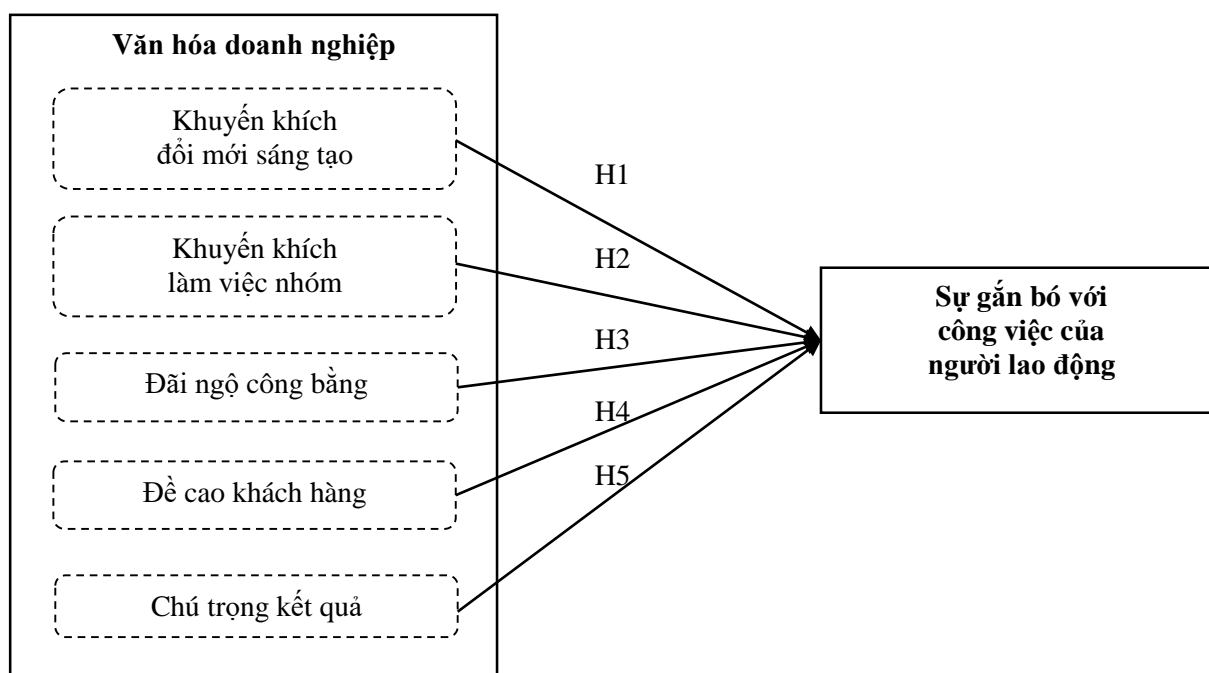 Văn hóa doanh nghiệp
Khuyến khích
đổi mới sáng tạo
Khuyến khích
làm việc nhóm
Đãi ngộ công bằng
Đề cao khách hàng
Chú trọng kết quả
H1
H2
H3
H4
H5
Sự gắn bó với
công việc của
người lao động